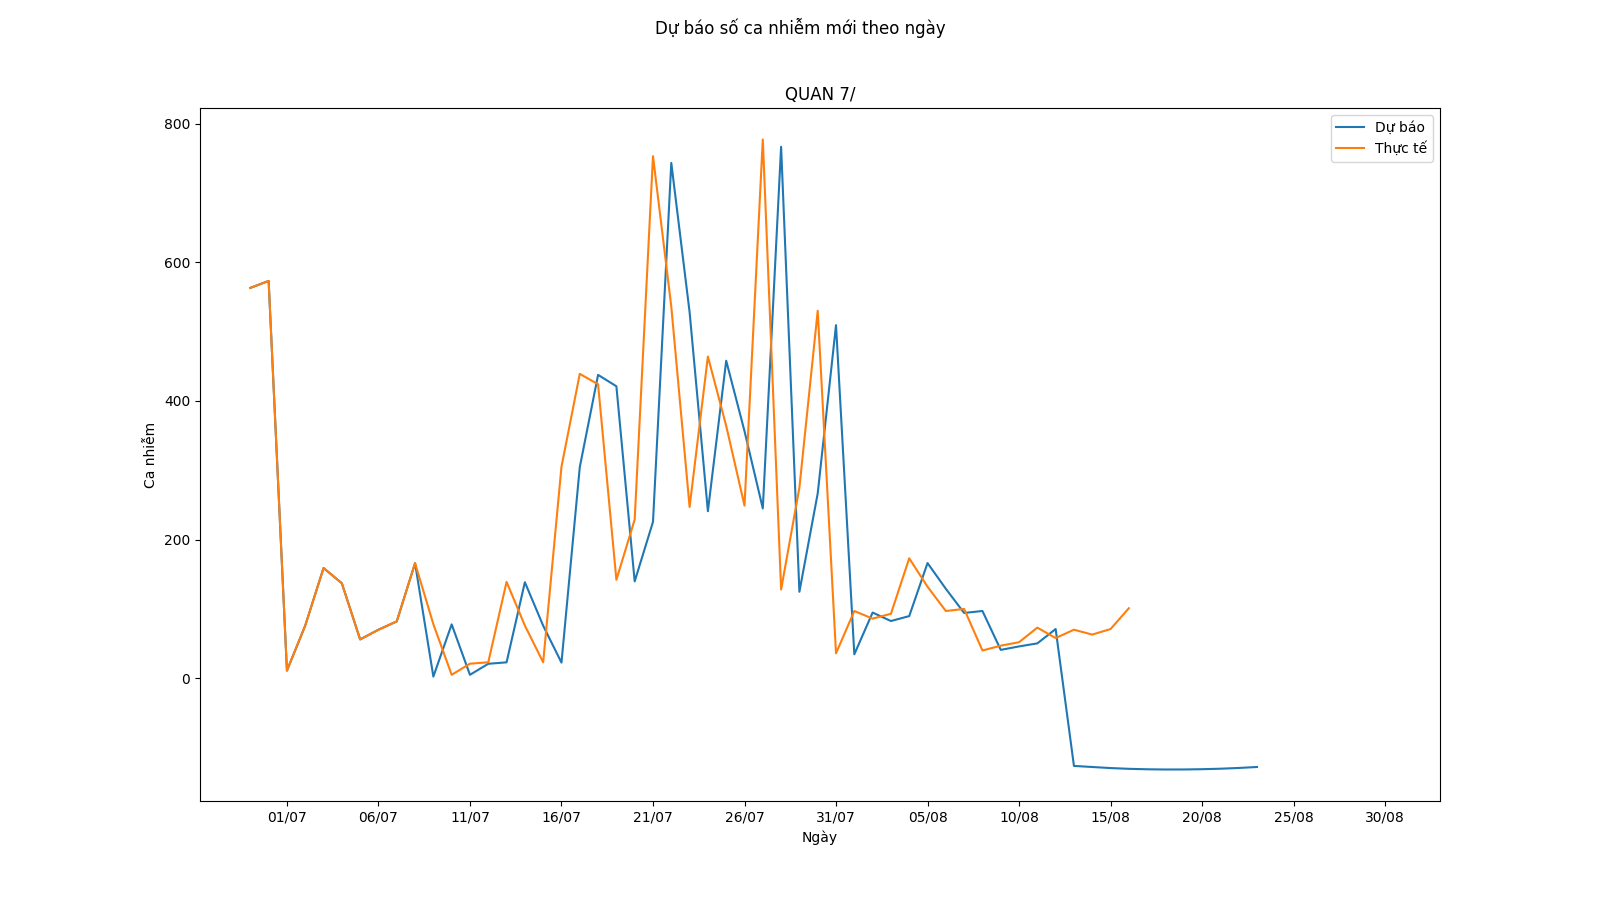 Dự báo số ca nhiễm mới theo ngày
QUAN 7/
Dự báo
Thực tế
800
600
400
200
0
Ca nhiễm
01/07 06/07 11/07 16/07 21/07 26/07 31/07 05/08 10/08 15/08 20/08 25/08 30/08
Ngày